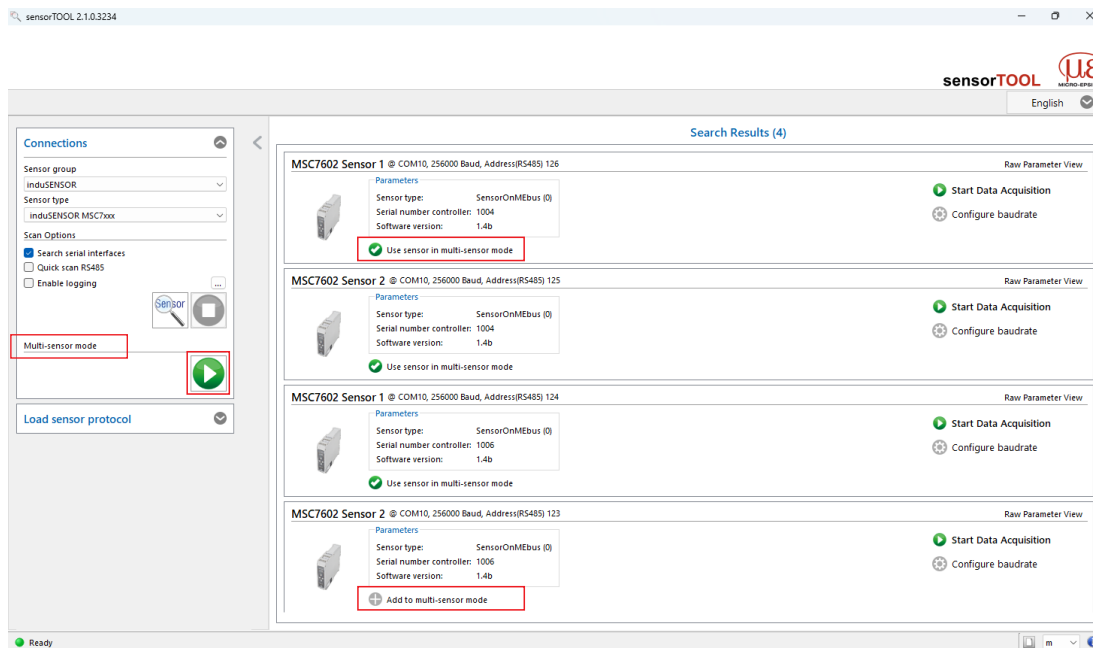 sensorTOOL 2.1.0.3234
sensorTOOL
MICRO-EPSI
English
Connections
Sensor group
induSENSOR
Sensor type
induSENSOR MSC7xxx
Scan Options
Search serial interfaces
Quick scan RS485
Enable logging
...
Sensor
Multi-sensor mode
Load sensor protocol
Search Results (4)
MSC7602 Sensor 1 @ COM10, 256000 Baud, Address(RS485) 126
Raw Parameter View
Parameters
Sensor type: SensorOnMEbus (0)
Serial number controller: 1004
Software version: 1.4b
Use sensor in multi-sensor mode
Start Data Acquisition
Configure baudrate
MSC7602 Sensor 2 @ COM10, 256000 Baud, Address(RS485) 125
Raw Parameter View
Parameters
Sensor type: SensorOnMEbus (0)
Serial number controller: 1004
Software version: 1.4b
Use sensor in multi-sensor mode
Start Data Acquisition
Configure baudrate
MSC7602 Sensor 1 @ COM10, 256000 Baud, Address(RS485) 124
Raw Parameter View
Parameters
Sensor type: SensorOnMEbus (0)
Serial number controller: 1006
Software version: 1.4b
Use sensor in multi-sensor mode
Start Data Acquisition
Configure baudrate
MSC7602 Sensor 2 @ COM10, 256000 Baud, Address(RS485) 123
Raw Parameter View
Parameters
Sensor type: SensorOnMEbus (0)
Serial number controller: 1006
Software version: 1.4b
Add to multi-sensor mode
Start Data Acquisition
Configure baudrate
Ready
m